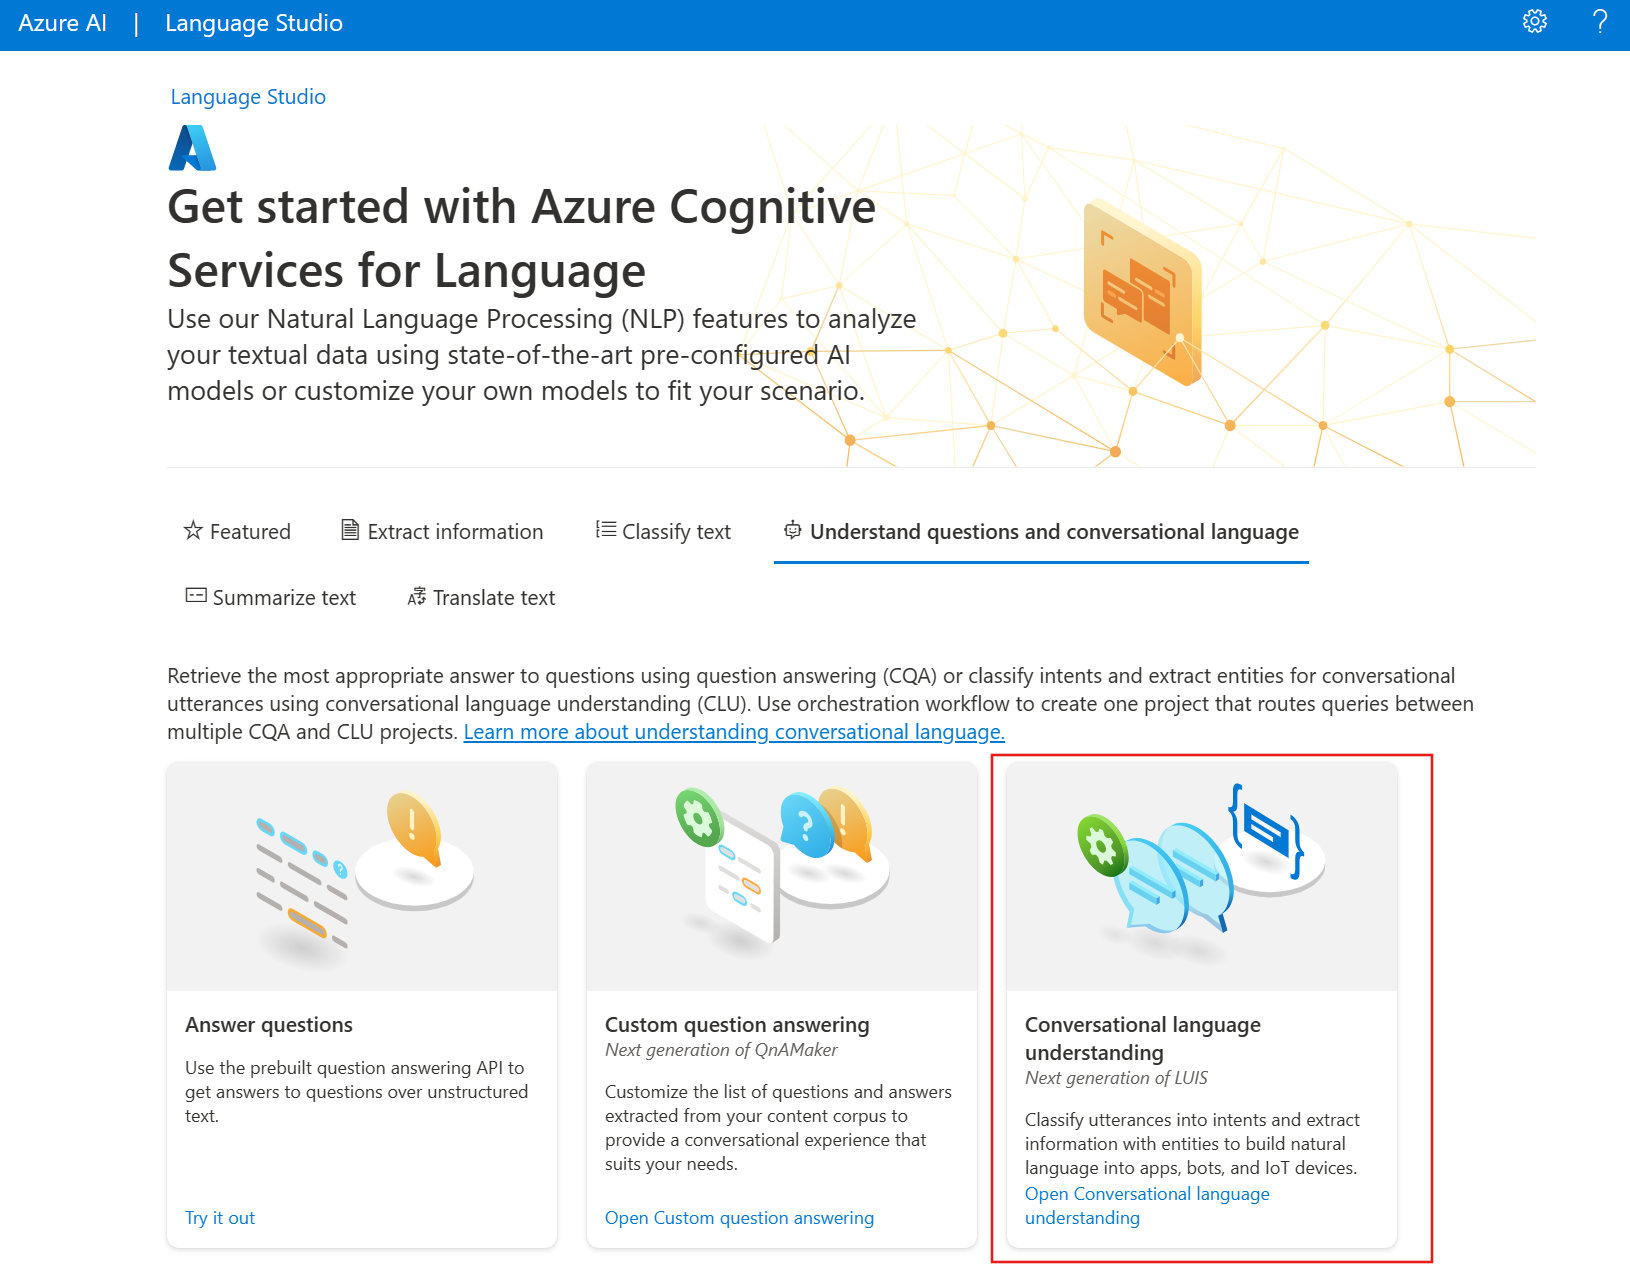 Azure AI | Language Studio
Language Studio
Get started with Azure Cognitive
Services for Language
Use our Natural Language Processing (NLP) features to analyze
your textual data using state-of-the-art pre-configured AI
models or customize your own models to fit your scenario.
Featured
Extract information
Classify text
Understand questions and conversational language
Summarize text
Translate text
Retrieve the most appropriate answer to questions using question answering (CQA) or classify intents and extract entities for conversational
utterances using conversational language understanding (CLU). Use orchestration workflow to create one project that routes queries between
multiple CQA and CLU projects. Learn more about understanding conversational language.
Answer questions
Use the prebuilt question answering API to
get answers to questions over unstructured
text.
Try it out
Custom question answering
Next generation of QnAMaker
Customize the list of questions and answers
extracted from your content corpus to
provide a conversational experience that
suits your needs.
Open Custom question answering
Conversational language
understanding
Next generation of LUIS
Classify utterances into intents and extract
information with entities to build natural
language into apps, bots, and IoT devices.
Open Conversational language
understanding